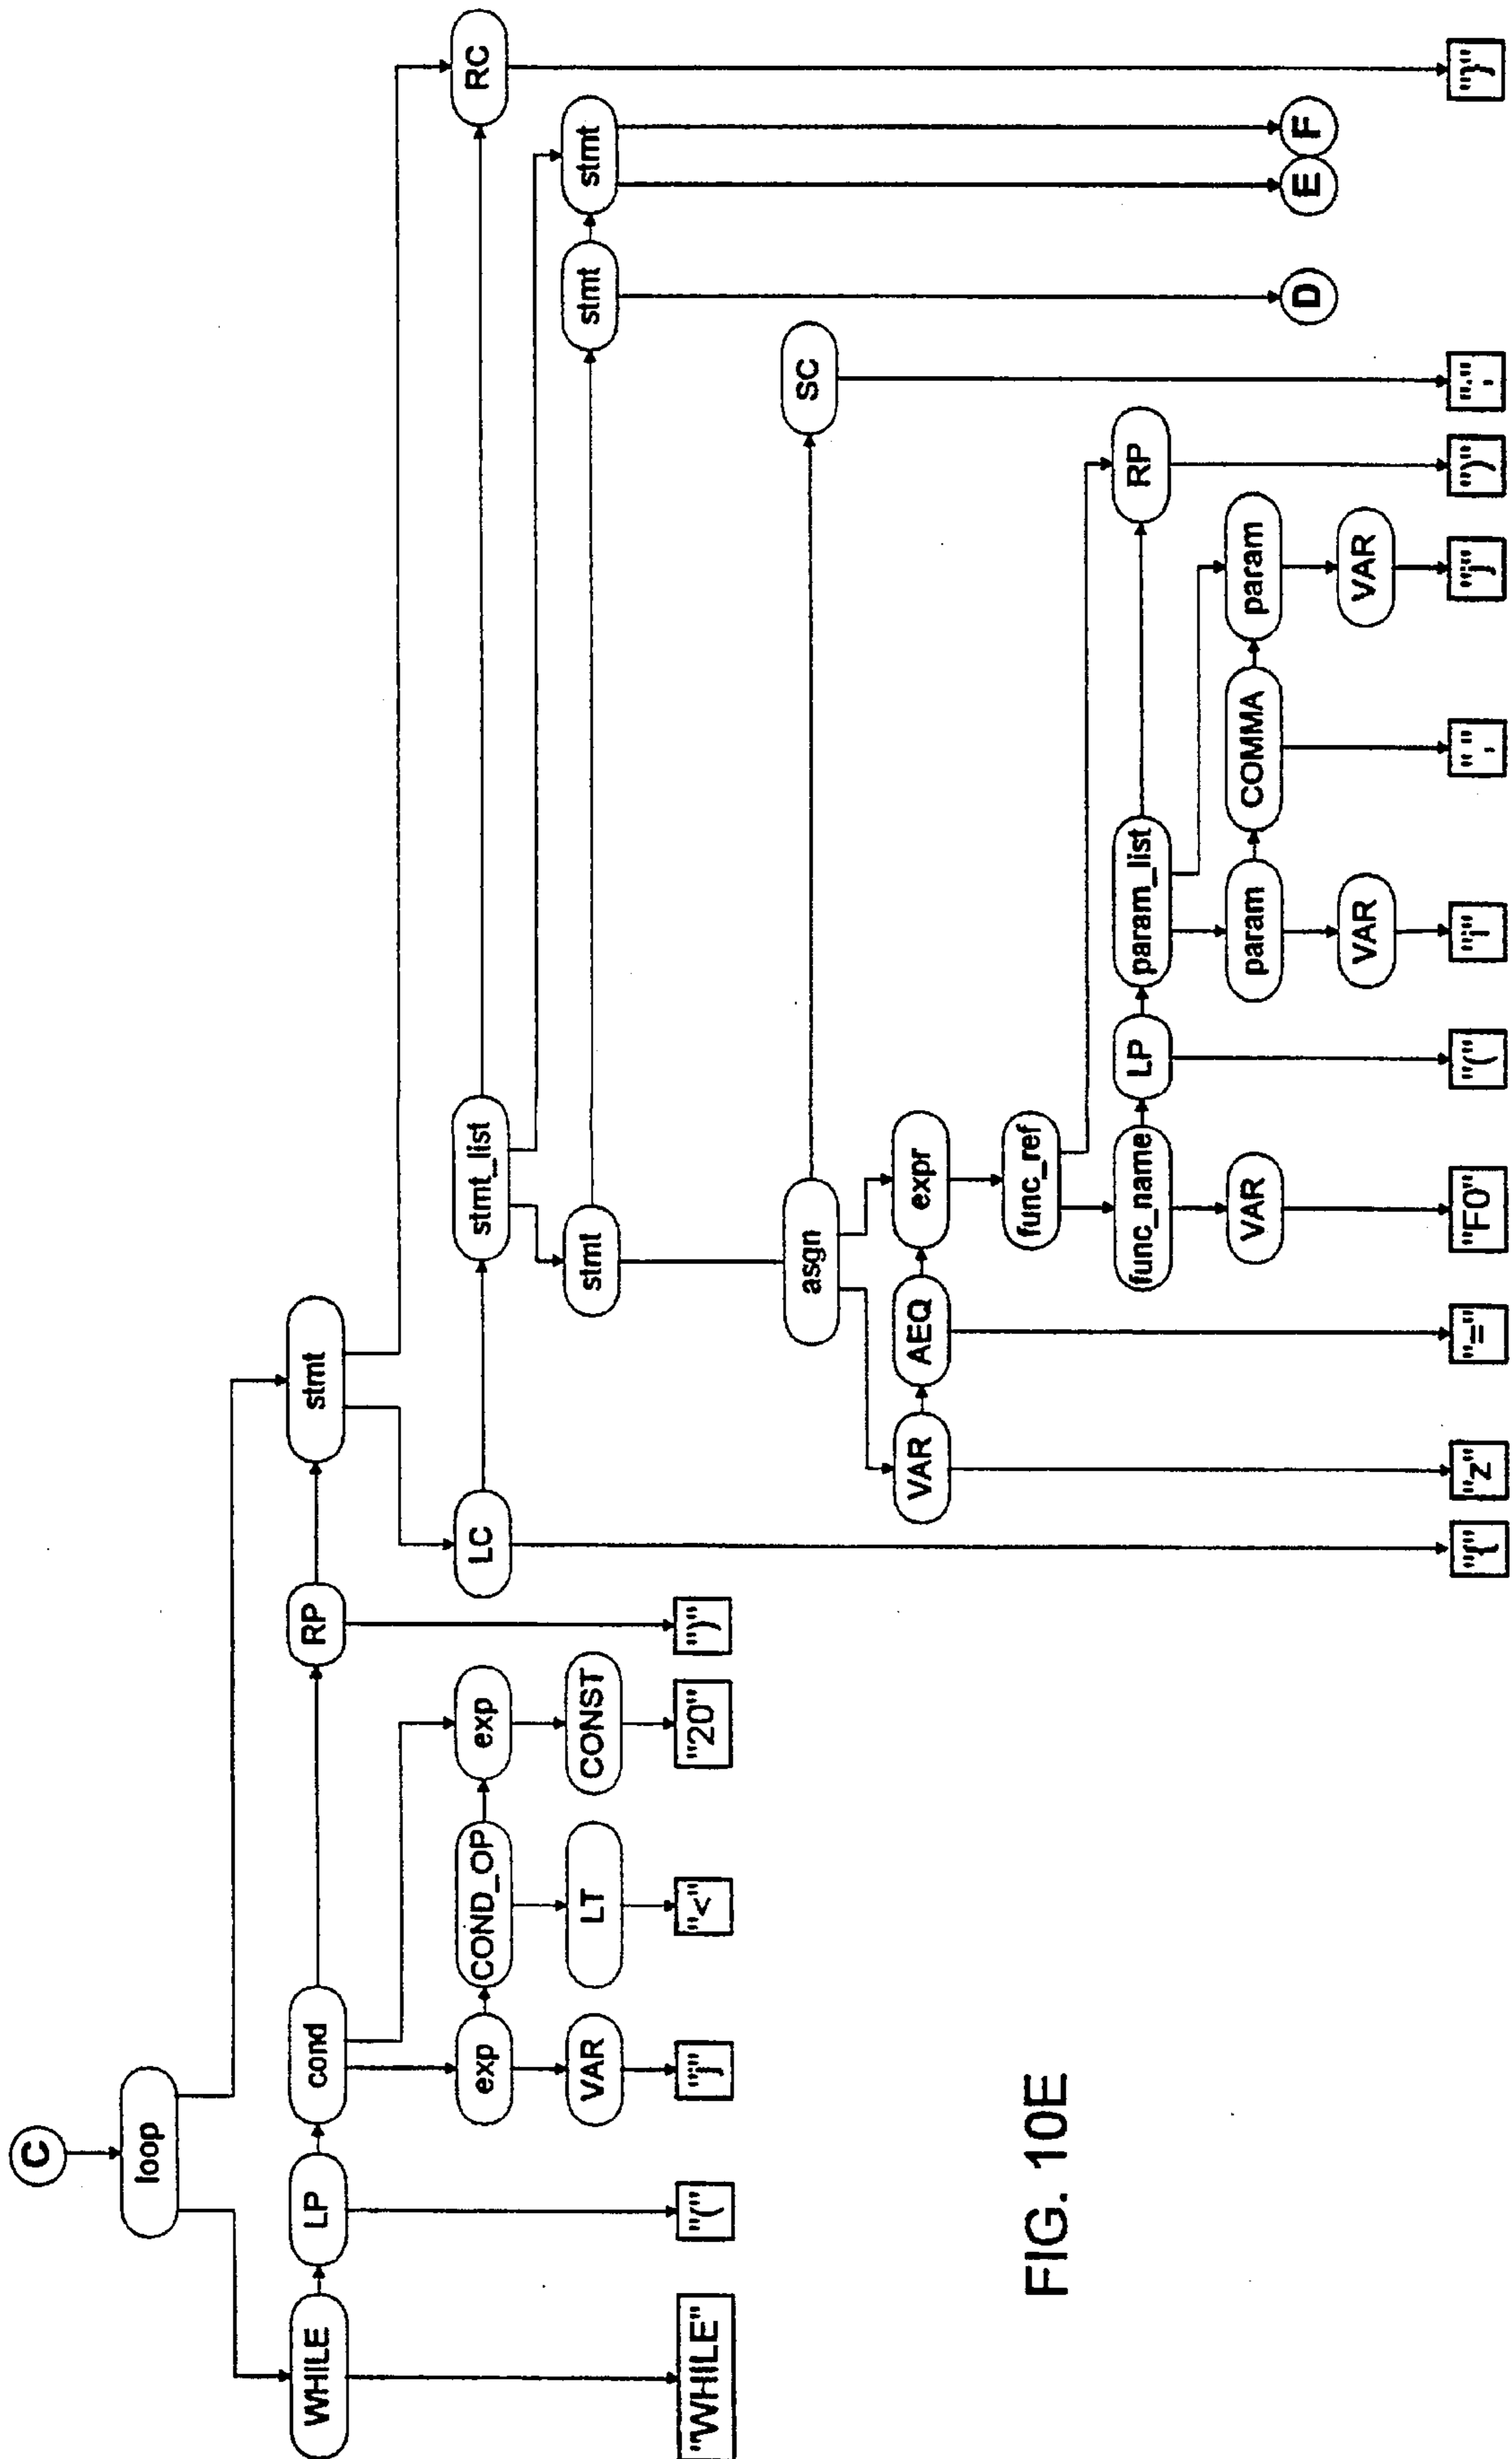 C
loop
WHILE LP cond RP stmt
exp COND_OP exp LC stmt_list RC
VAR LT CONST stmt stmt stmt
"WHILE" "(" "j" "<" "20" ")"
asgn SC
VAR AEQ expr
func_ref
FIG. 10E
func_name LP param_list RP
VAR param COMMA param
D E F
VAR VAR
"{" "z" "=" "F0" "(" "i" "," "j" ")" ";" "}"